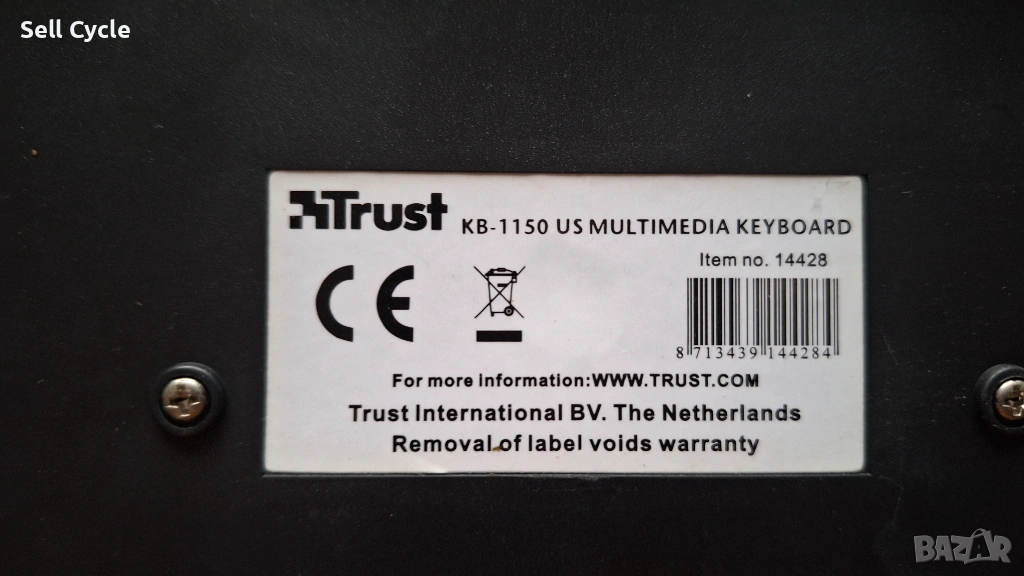 Sell Cycle
Trust KB-1150 US MULTIMEDIA KEYBOARD
Item no. 14428
CE
8 713439 144284
For more information:WWW.TRUST.COM
Trust International BV. The Netherlands
Removal of label voids warranty
BAZAR